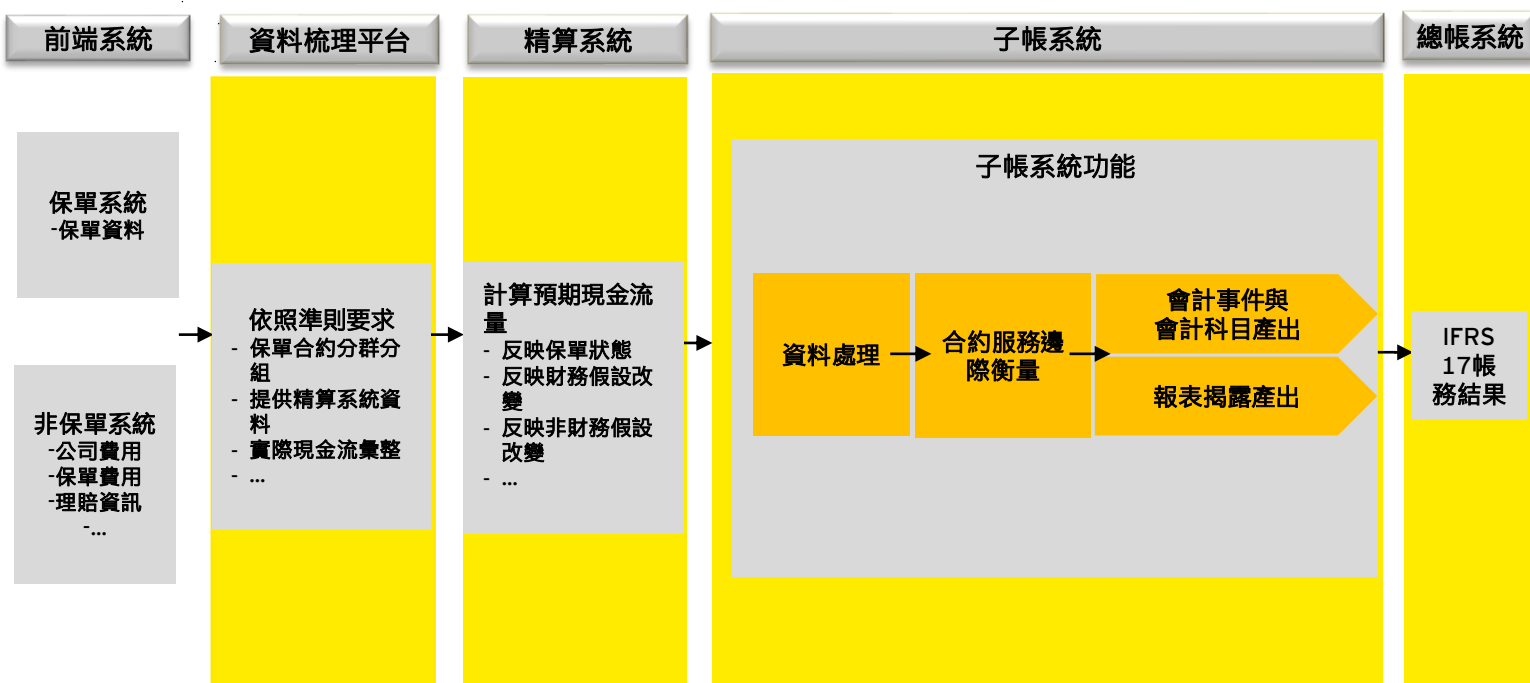 前端系統
資料梳理平台
精算系統
子帳系統
總帳系統
保單系統
-保單資料
非保單系統
-公司費用
-保單費用
-理賠資訊
-...
依照準則要求
- 保單合約分群分
組
- 提供精算系統資
料
- 實際現金流彙整
- ...
計算預期現金流
量
- 反映保單狀態
- 反映財務假設改
變
- 反映非財務假設
改變
- ...
子帳系統功能
資料處理
合約服務邊
際衡量
會計事件與
會計科目產出
報表揭露產出
IFRS
17帳
務結果